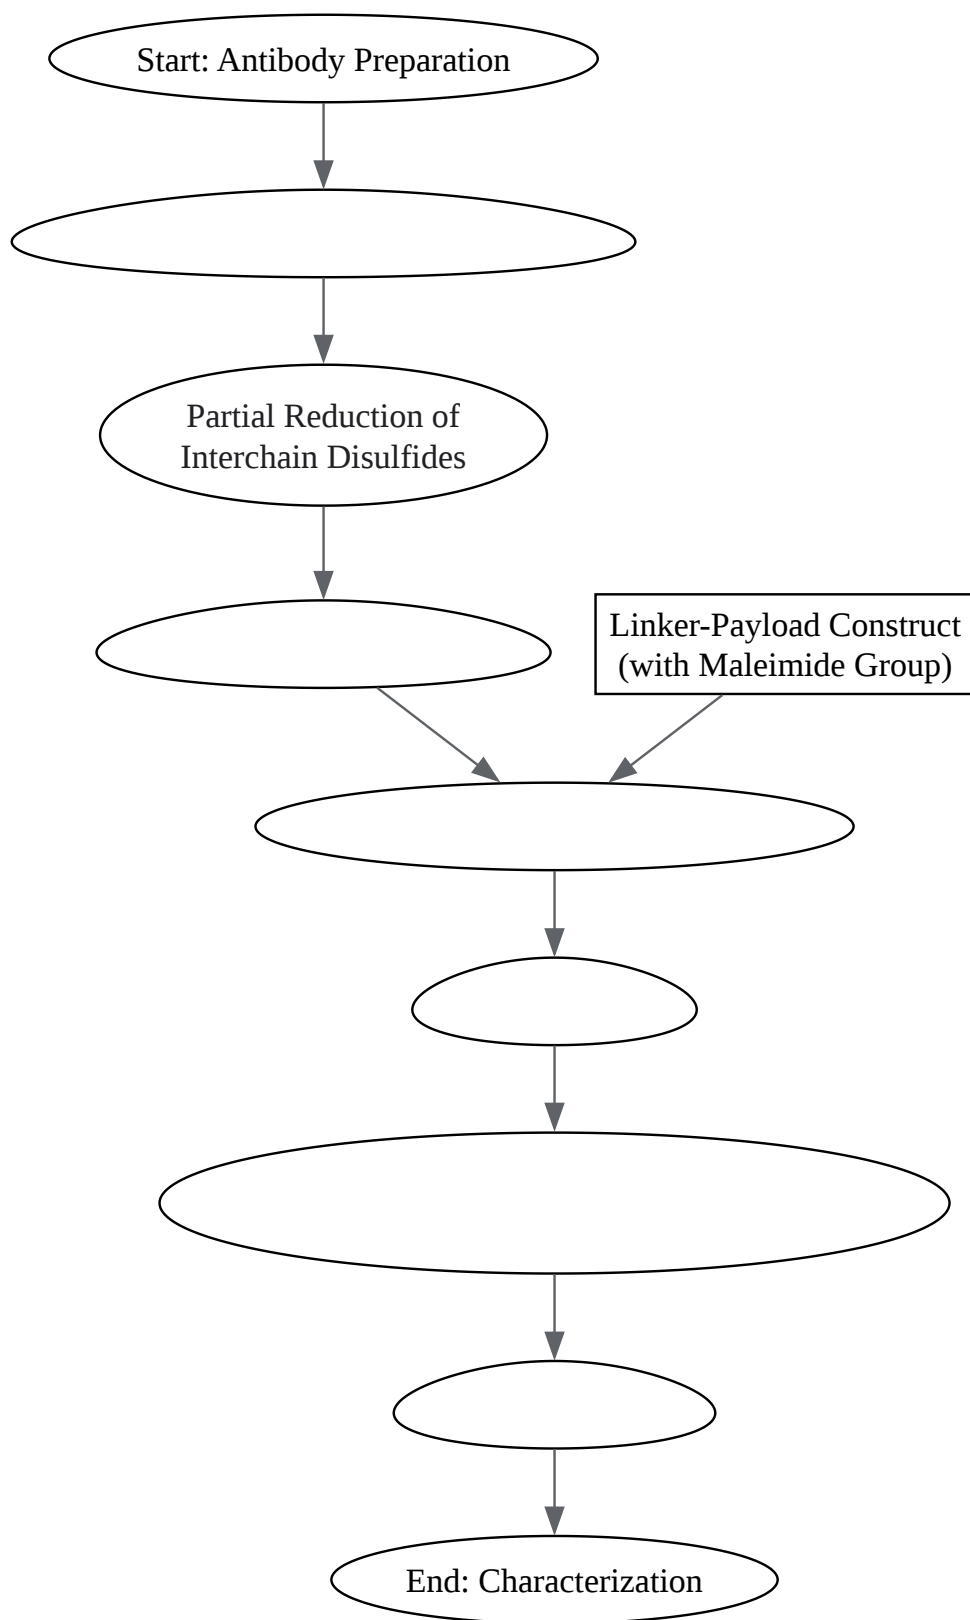 Start: Antibody Preparation
Partial Reduction of
Interchain Disulfides
Linker-Payload Construct
(with Maleimide Group)
End: Characterization